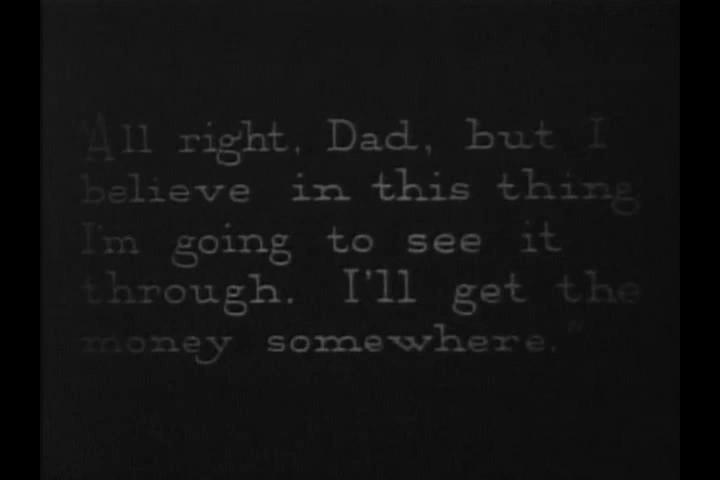 "All right, Dad, but I
believe in this thing
I'm going to see it
through. I'll get the
money somewhere."